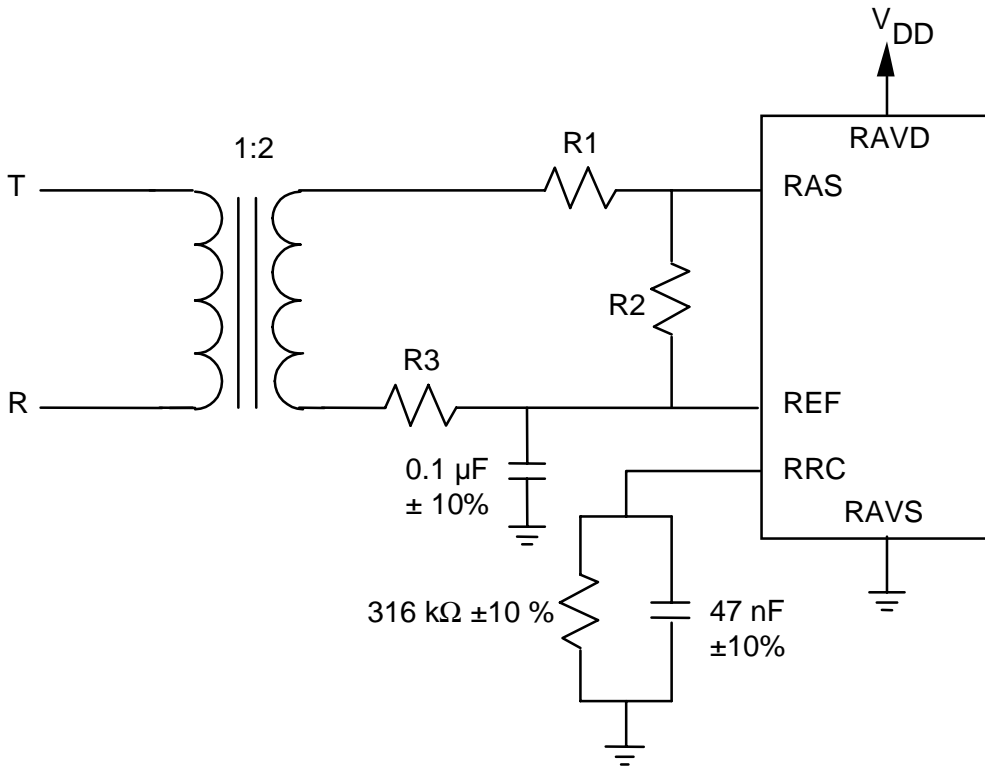 V
DD
RAVD
1:2
R1
T
RAS
R2
R3
R
REF
0.1 µF
± 10%
RRC
RAVS
316 kΩ ±10 %
47 nF
±10%